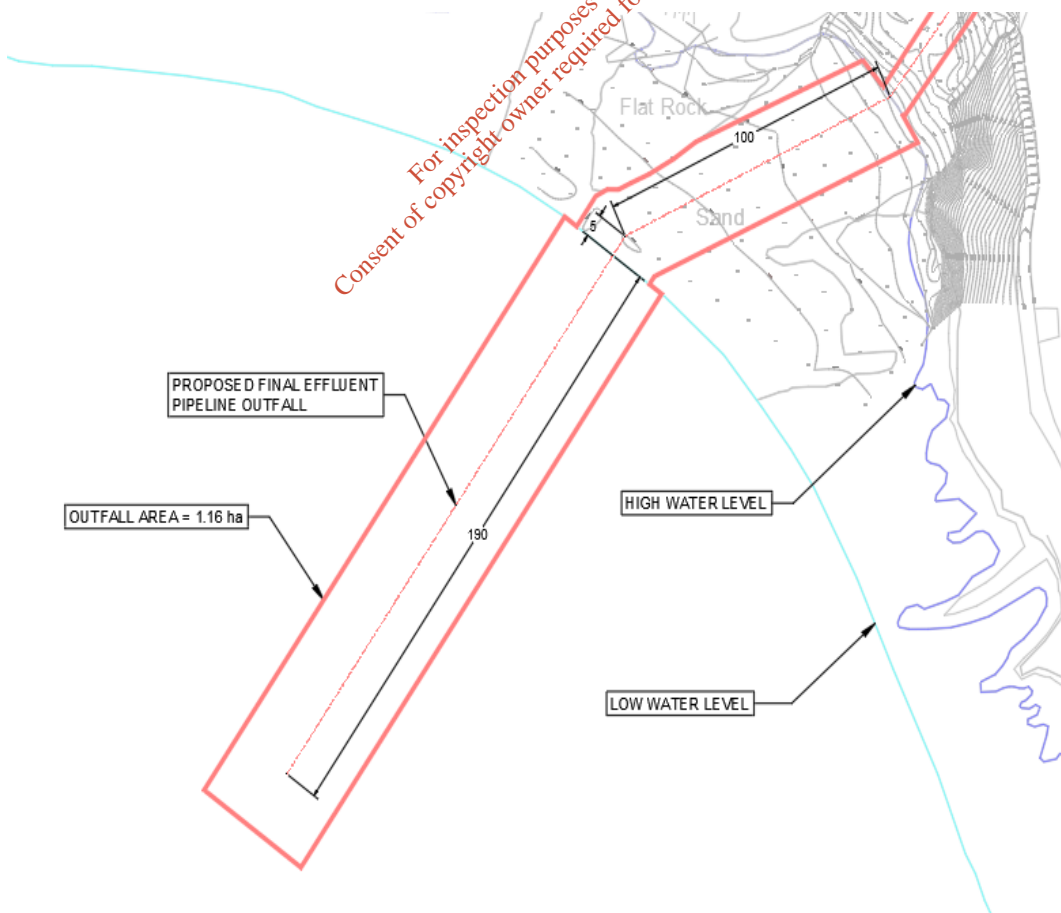 For inspection purposes
Consent of copyright owner required fo
Flat Rock
100
Sand
5
PROPOSED FINAL EFFLUENT
PIPELINE OUTFALL
HIGH WATER LEVEL
OUTFALL AREA = 1.16 ha
190
LOW WATER LEVEL